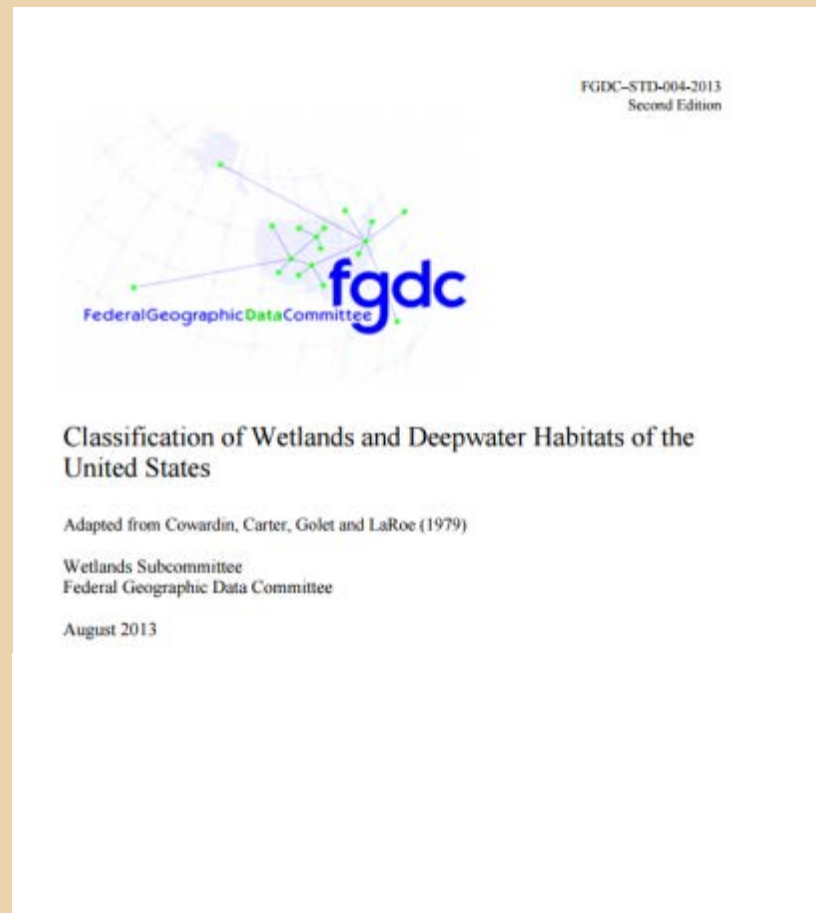 FGDC–STD-004-2013
Second Edition
fgdc
FederalGeographicDataCommittee
Classification of Wetlands and Deepwater Habitats of the
United States
Adapted from Cowardin, Carter, Golet and LaRoe (1979)
Wetlands Subcommittee
Federal Geographic Data Committee
August 2013